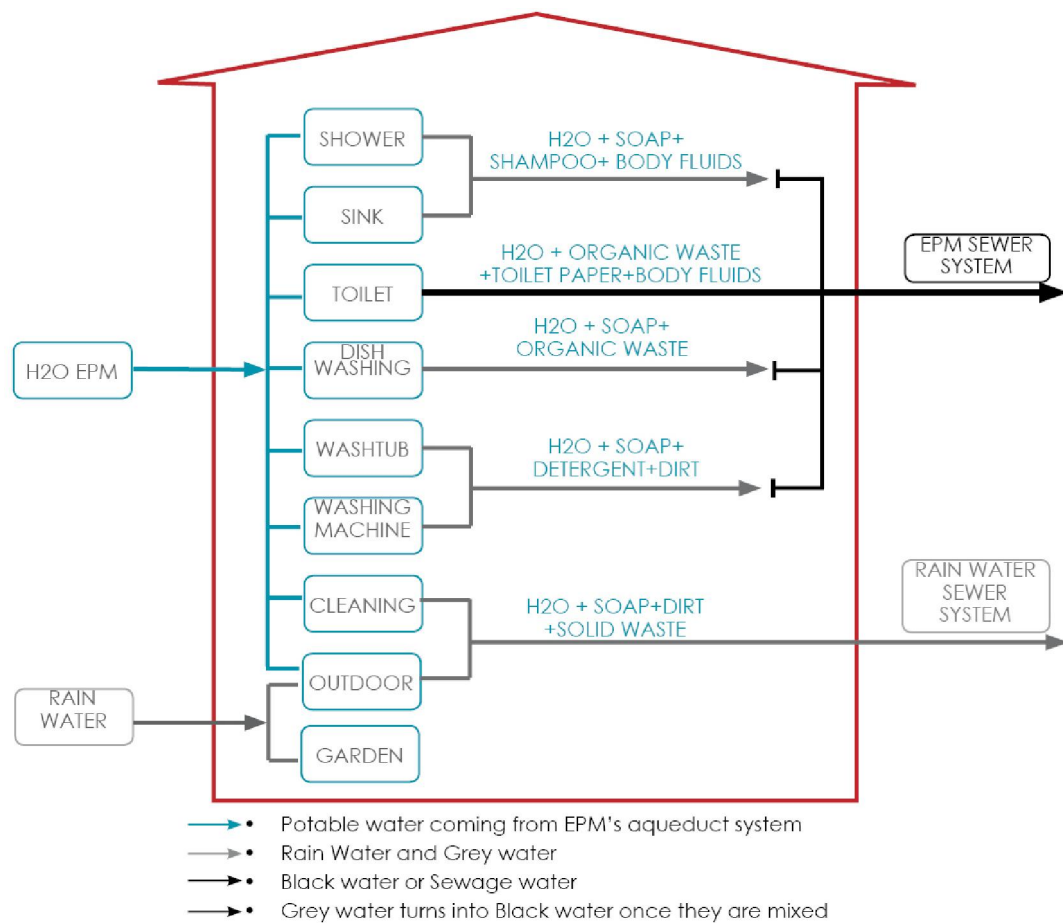 SHOWER
H2O + SOAP+
SHAMPOO+ BODY FLUIDS
SINK
TOILET
H2O + ORGANIC WASTE
+TOILET PAPER+BODY FLUIDS
EPM SEWER
SYSTEM
H2O EPM
DISH
WASHING
H2O + SOAP+
ORGANIC WASTE
WASHTUB
H2O + SOAP+
DETERGENT+DIRT
WASHING
MACHINE
CLEANING
H2O + SOAP+DIRT
+SOLID WASTE
RAIN WATER
SEWER
SYSTEM
RAIN
WATER
OUTDOOR
GARDEN
• Potable water coming from EPM's aqueduct system
• Rain Water and Grey water
• Black water or Sewage water
• Grey water turns into Black water once they are mixed